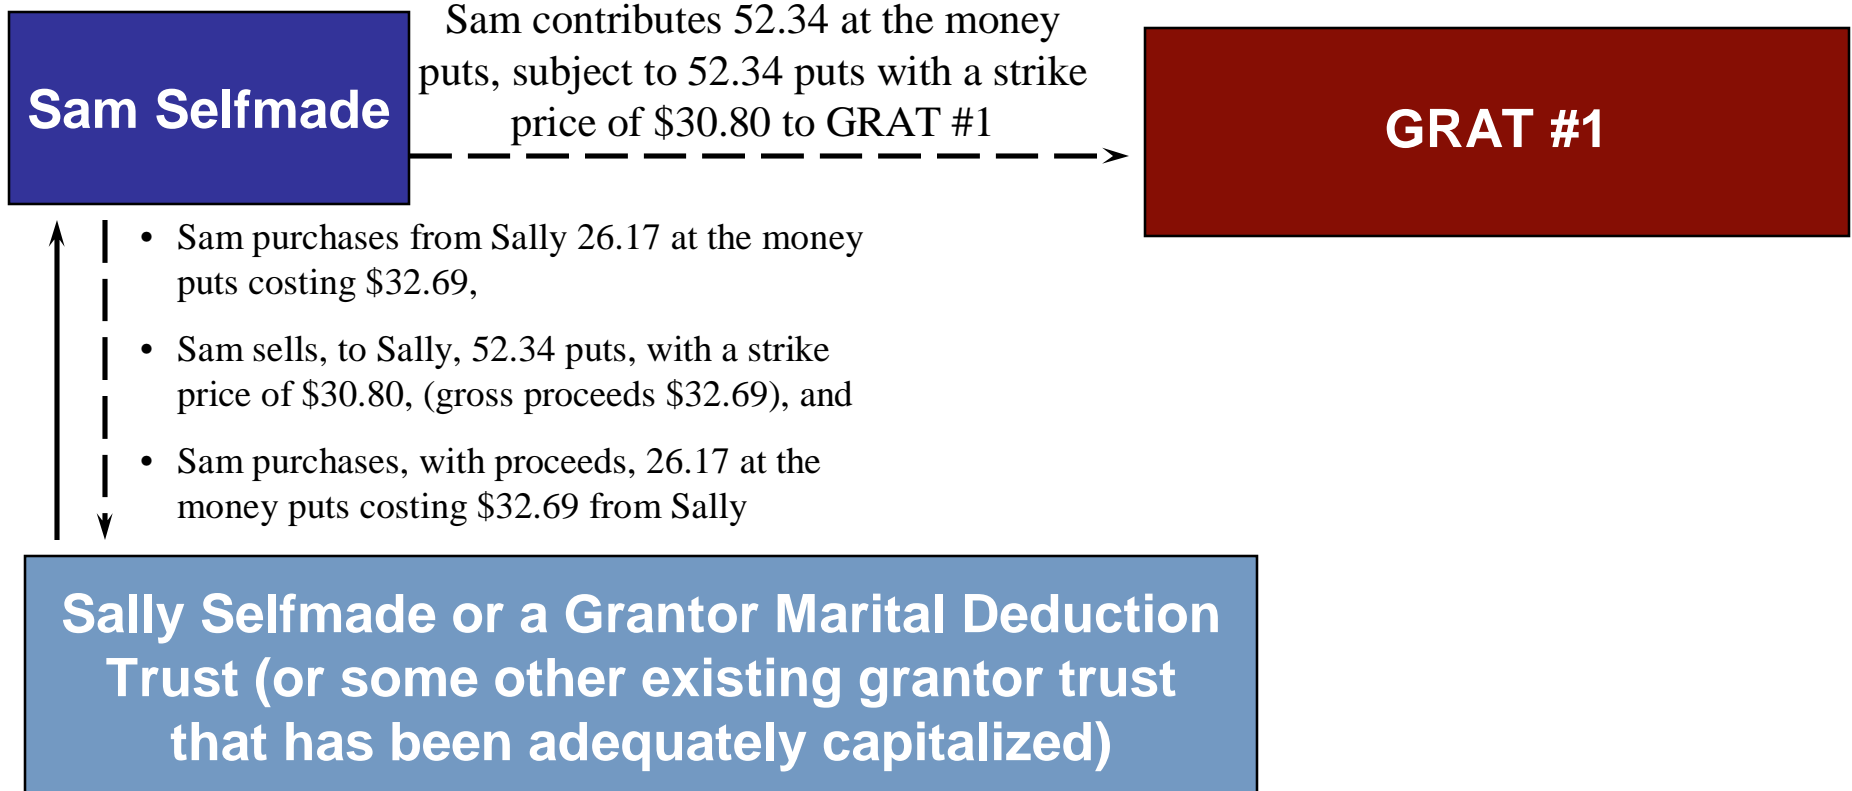 Sam contributes 52.34 at the money
puts, subject to 52.34 puts with a strike
price of $30.80 to GRAT #1
Sam Selfmade
GRAT #1
• Sam purchases from Sally 26.17 at the money
puts costing $32.69,
• Sam sells, to Sally, 52.34 puts, with a strike
price of $30.80, (gross proceeds $32.69), and
• Sam purchases, with proceeds, 26.17 at the
money puts costing $32.69 from Sally
Sally Selfmade or a Grantor Marital Deduction
Trust (or some other existing grantor trust
that has been adequately capitalized)